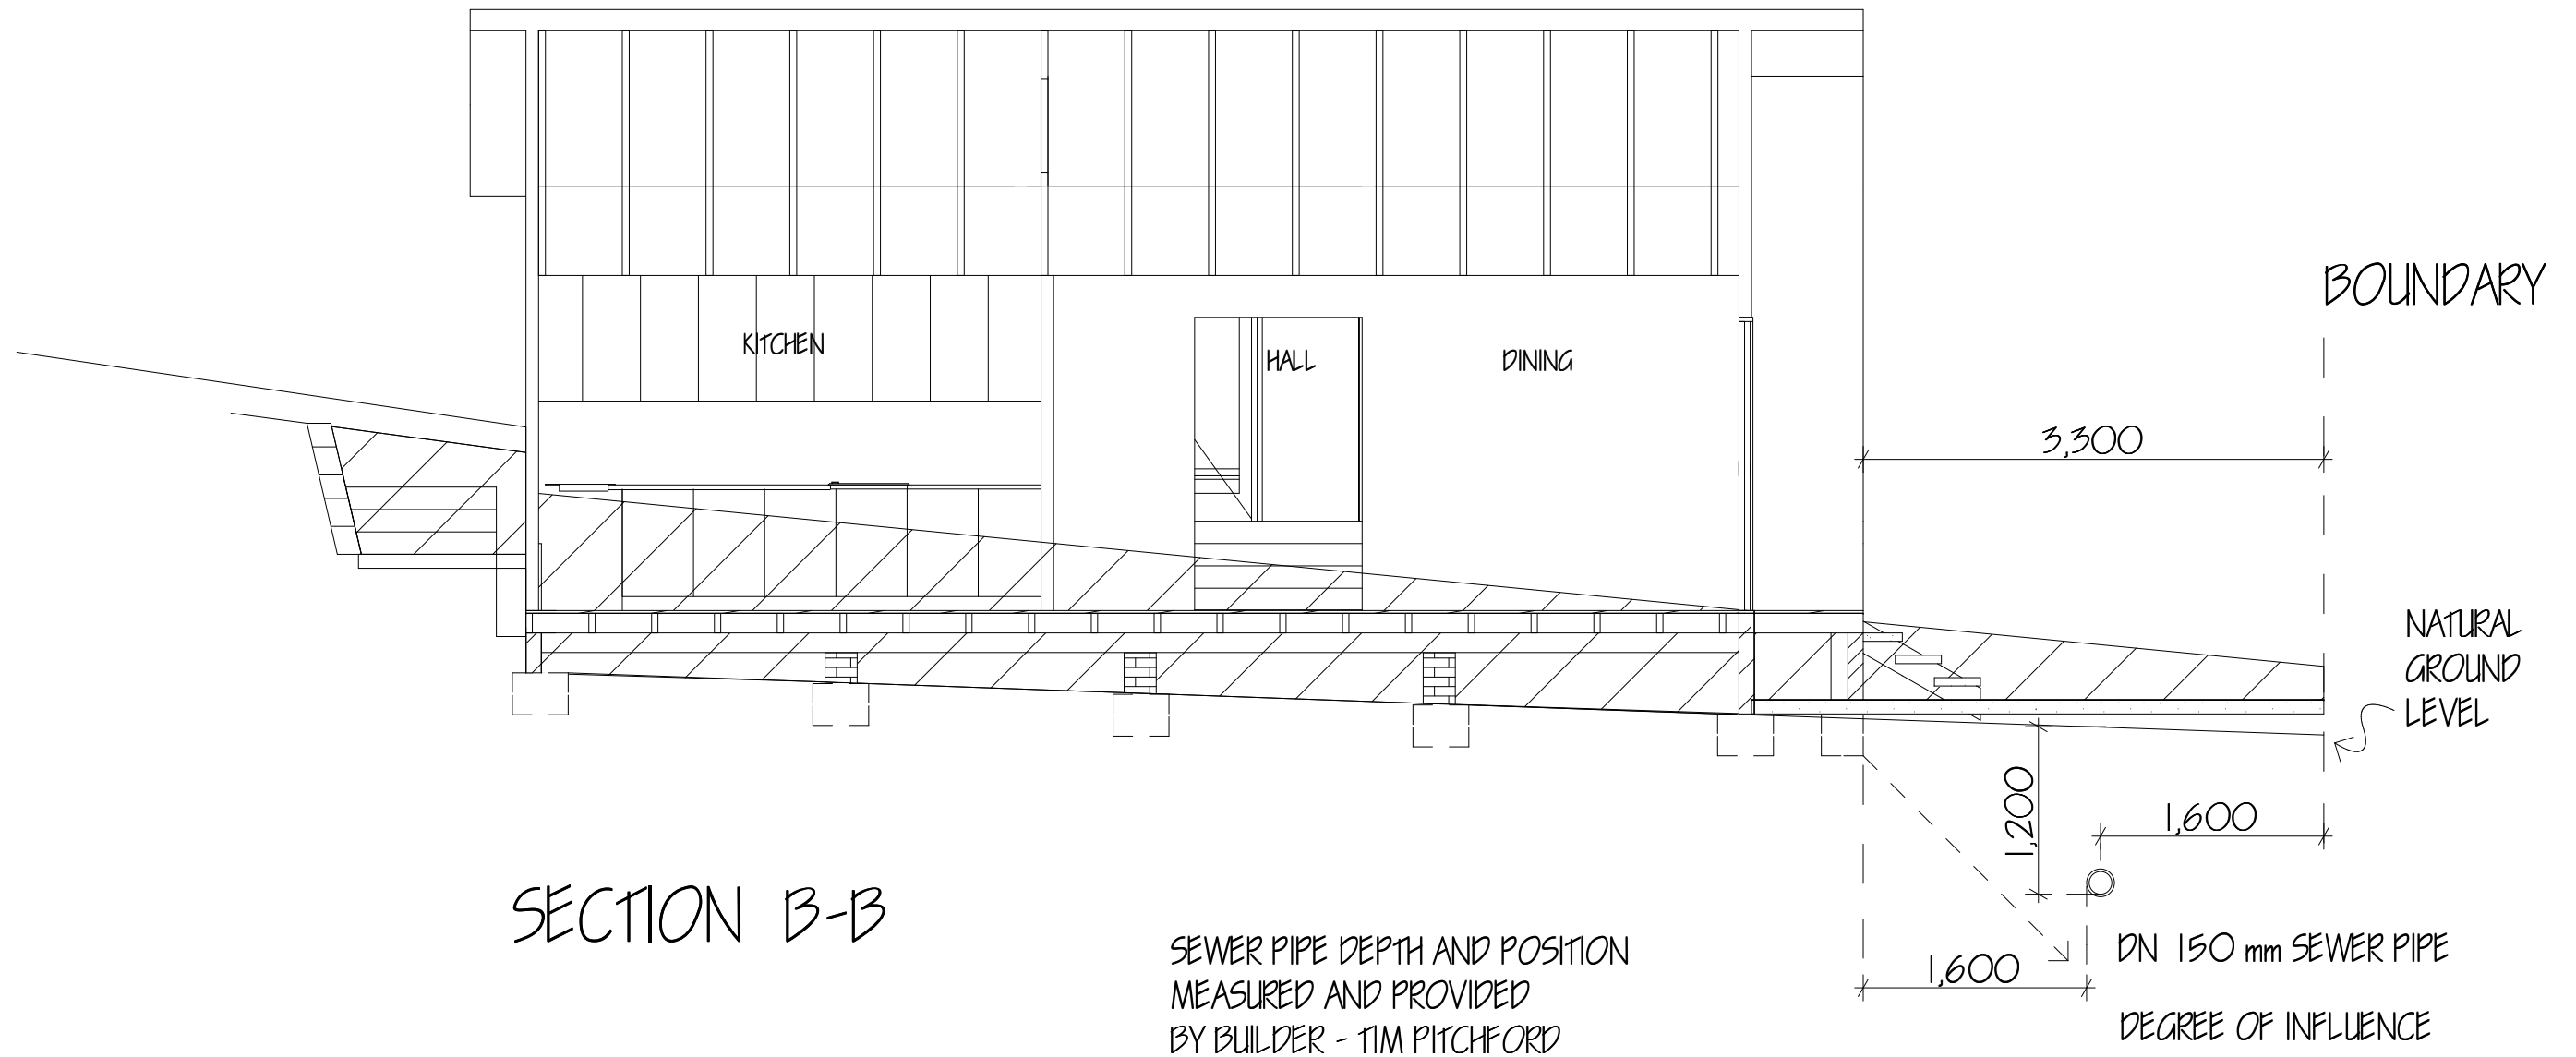 BOUNDARY
KITCHEN
HALL
DINING
3,300
NATURAL
GROUND
LEVEL
1,200
1,600
SECTION B-B
SEWER PIPE DEPTH AND POSITION
MEASURED AND PROVIDED
BY BUILDER - TIM PITCHFORD
1,600
DN 150 mm SEWER PIPE
DEGREE OF INFLUENCE